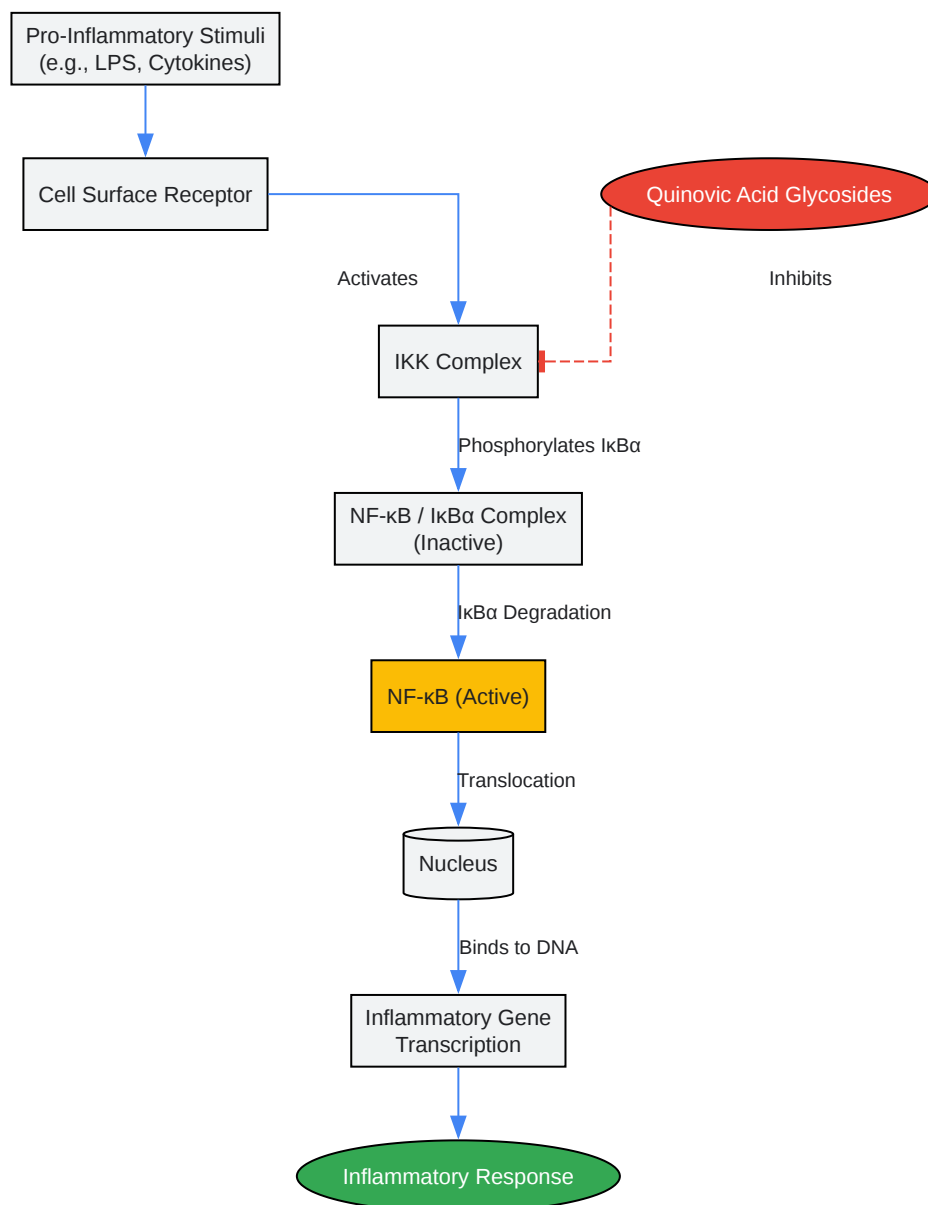 Pro-Inflammatory Stimuli
(e.g., LPS, Cytokines)
Cell Surface Receptor
Quinovic Acid Glycosides
Activates
Inhibits
IKK Complex
Phosphorylates IκBα
NF-κB / IκBα Complex
(Inactive)
IκBα Degradation
NF-κB (Active)
Translocation
Nucleus
Binds to DNA
Inflammatory Gene
Transcription
Inflammatory Response